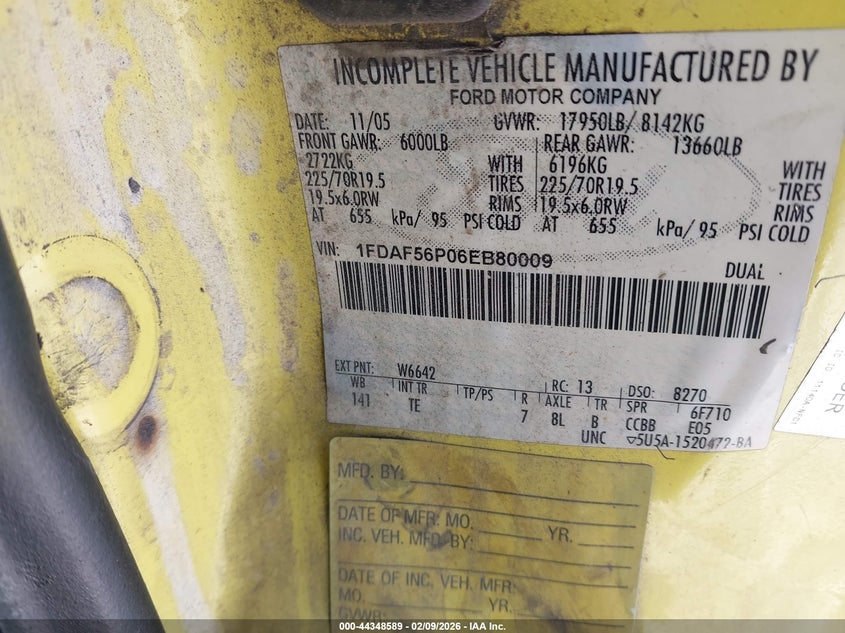 INCOMPLETE VEHICLE MANUFACTURED BY
FORD MOTOR COMPANY
DATE: 11/05 GVWR: 17950LB/ 8142KG
FRONT GAWR: 6000LB REAR GAWR: 13660LB
2722KG WITH 6196KG WITH
225/70R19.5 TIRES 225/70R19.5 TIRES
19.5x6.0RW RIMS 19.5x6.0RW RIMS
AT 655 kPa/ 95 PSI COLD AT 655 kPa/ 95 PSI COLD
VIN: 1FDAF56P06EB80009
DUAL
EXT PNT: W6642 RC: 13 DSO: 8270
WB INT TR TP/PS R AXLE TR SPR 6F710
141 TE 7 8L B CCBB E05
UNC 5U5A-1520472-BA
MFD. BY:
DATE OF MFR: MO. YR.
INC. VEH. MFD. BY:
DATE OF INC. VEH. MFR:
MO. YR.
GVWR:
000-44348589 - 02/09/2026 - IAA Inc.